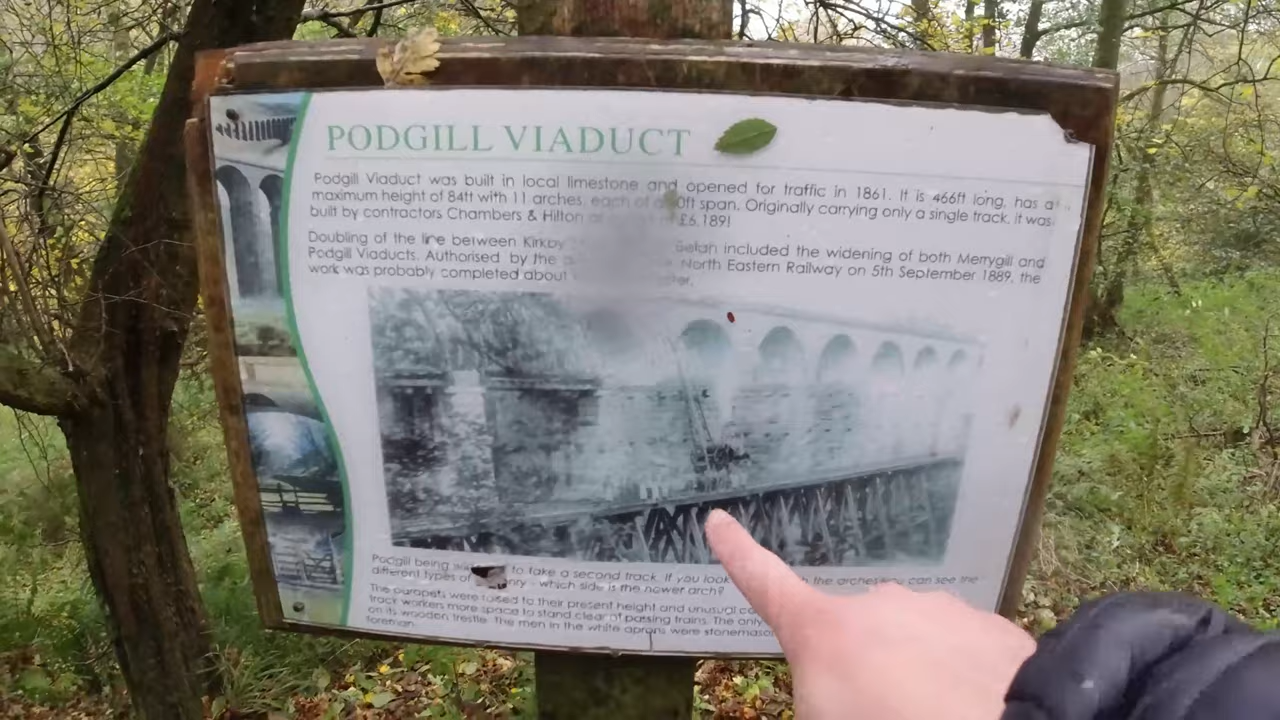 PODGILL VIADUCT
Podgill Viaduct was built in local limestone and opened for traffic in 1861. It is 466ft long, has a
maximum height of 84ft with 11 arches, each of a 0ft span. Originally carrying only a single track, it was
built by contractors Chambers & Hilton at £6,189!
Doubling of the line between Kirkby included the widening of both Merrygill and
Podgill Viaducts. Authorised by the North Eastern Railway on 5th September 1889, the
work was probably completed about
Podgill being to take a second track. If you look the arches you can see the
different types of - which side is the newer arch?
The parapets were raised to their present height and unusual
track workers more space to stand clear of passing trains. The only
on its wooden trestle. The men in the white aprons were
foreman.